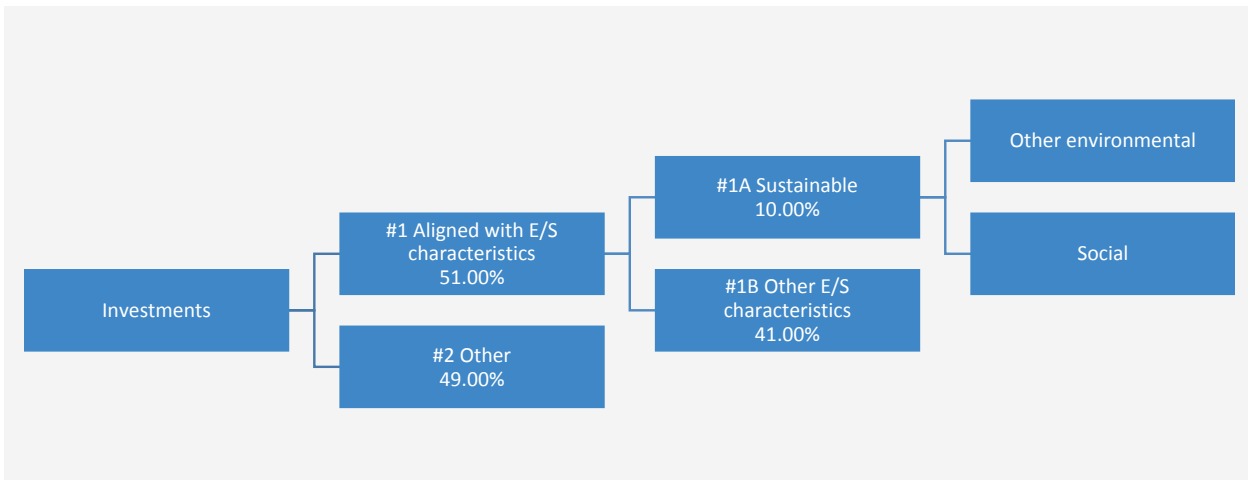 Investments
#1 Aligned with E/S
characteristics
51.00%
#2 Other
49.00%
#1A Sustainable
10.00%
#1B Other E/S
characteristics
41.00%
Other environmental
Social